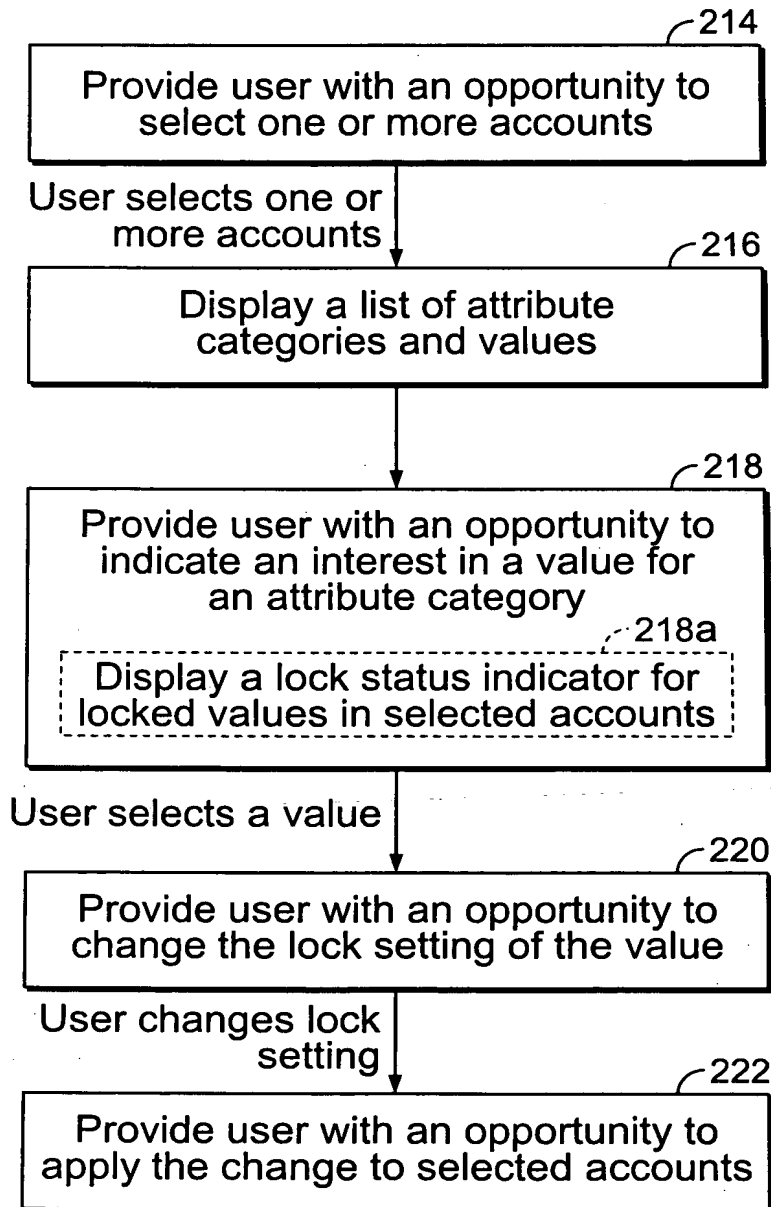 214
Provide user with an opportunity to
select one or more accounts
User selects one or
more accounts
216
Display a list of attribute
categories and values
218
Provide user with an opportunity to
indicate an interest in a value for
an attribute category
218a
Display a lock status indicator for
locked values in selected accounts
User selects a value
220
Provide user with an opportunity to
change the lock setting of the value
User changes lock
setting
222
Provide user with an opportunity to
apply the change to selected accounts